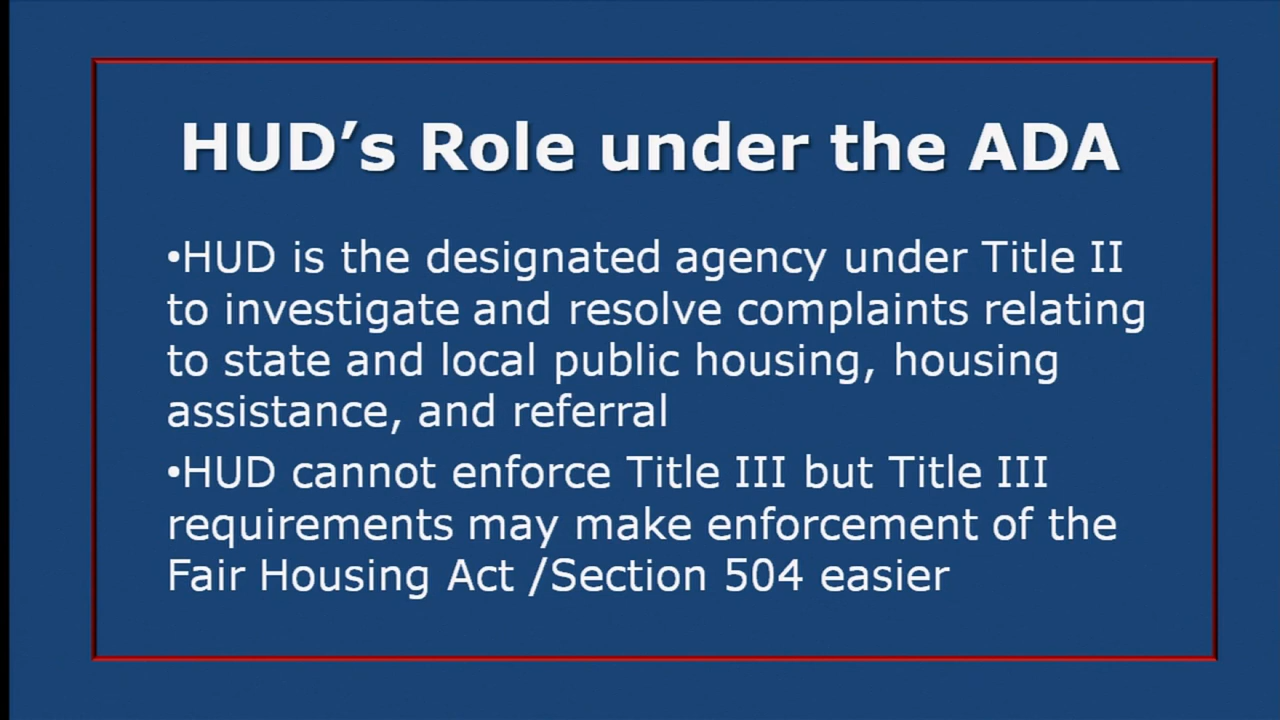 HUD’s Role under the ADA
•HUD is the designated agency under Title II
to investigate and resolve complaints relating
to state and local public housing, housing
assistance, and referral
•HUD cannot enforce Title III but Title III
requirements may make enforcement of the
Fair Housing Act /Section 504 easier